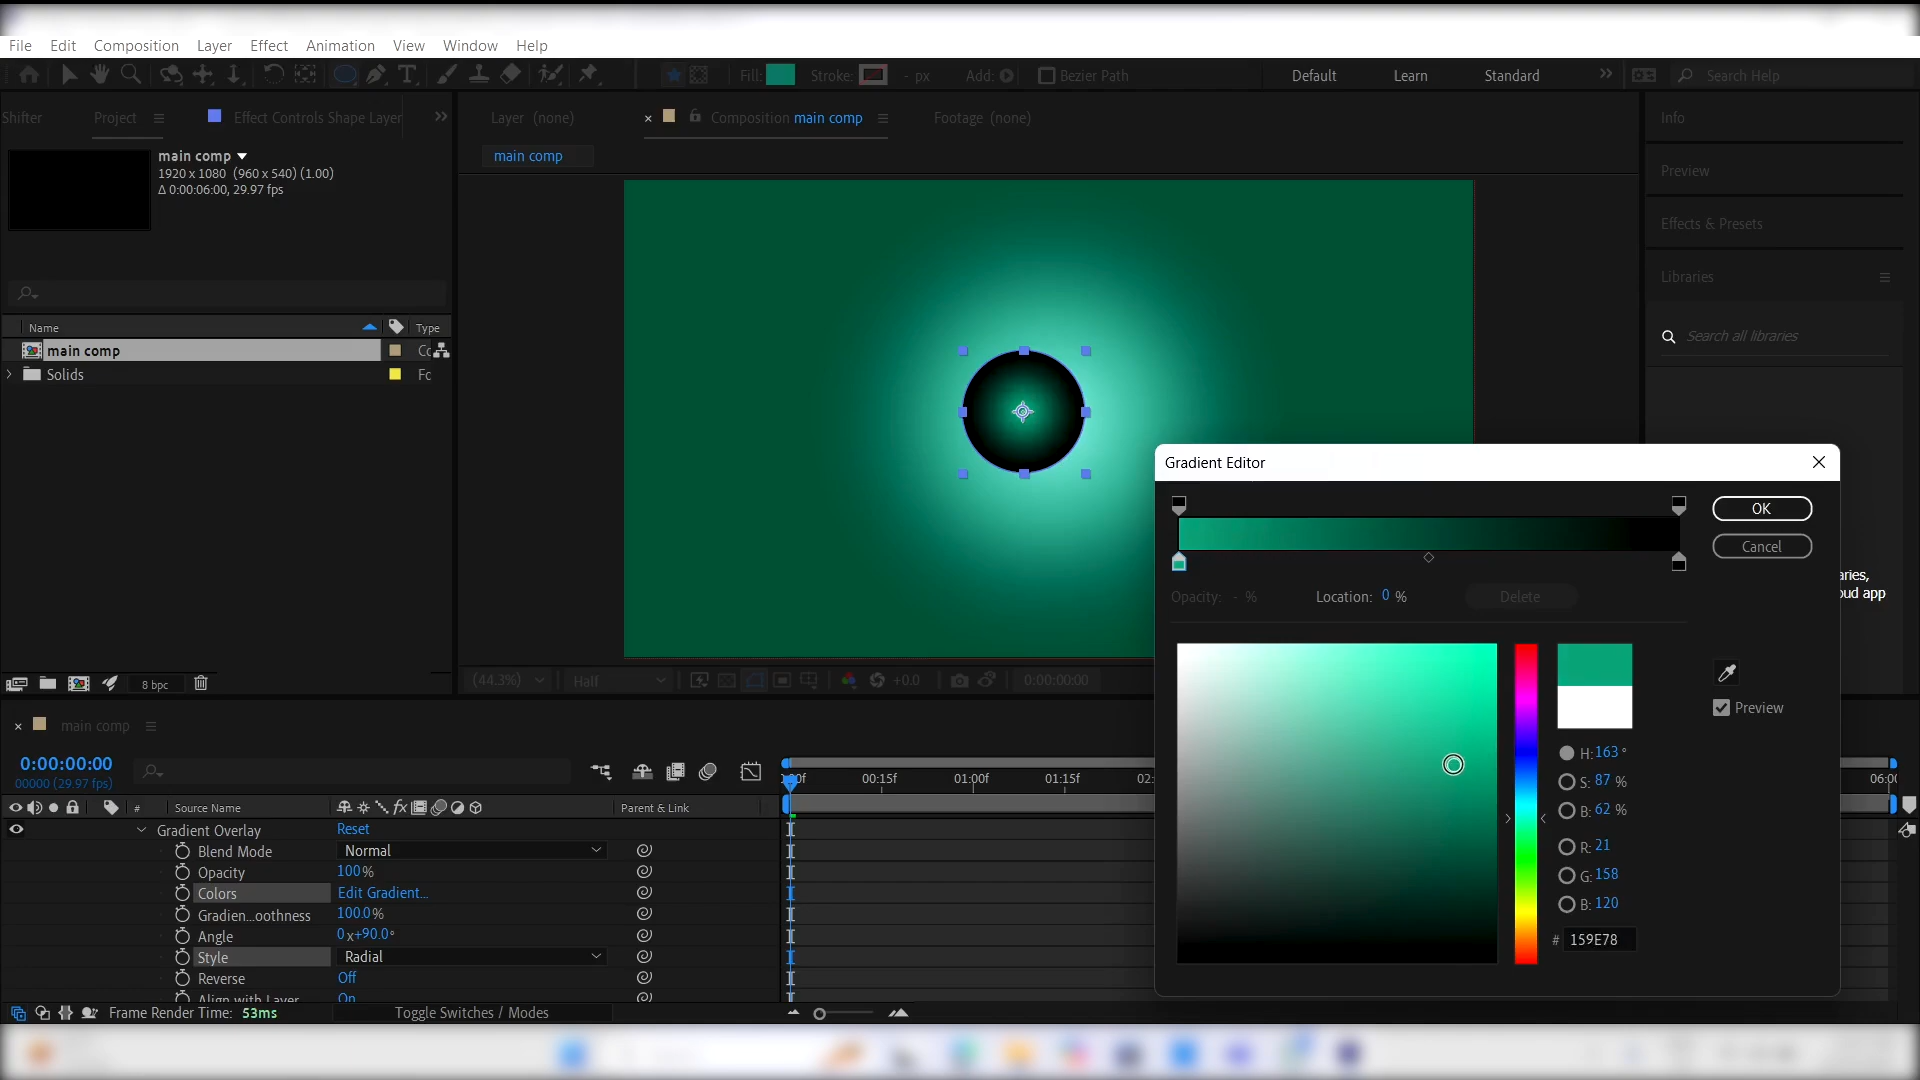 File Edit Composition Layer Effect Animation View Window Help
Fill: Stroke: - px Add: Bezier Path Default Learn Standard Search Help
Shifter Project Effect Controls Shape Layer
Layer (none) Composition main comp Footage (none)
main comp
main comp
1920 x 1080 (960 x 540) (1.00)
Δ 0:00:06:00, 29.97 fps
Name Type
main comp Co
Solids Fo
8 bpc
(44.3%) Half +0.0 0:00:00:00
Info
Preview
Effects & Presets
Libraries
Search all libraries
aries,
oud app
Gradient Editor
OK
Cancel
Opacity: - % Location: 0 % Delete
Preview
H: 163 °
S: 87 %
B: 62 %
R: 21
G: 158
B: 120
# 159E78
main comp
0:00:00:00
00000 (29.97 fps)
:00f 00:15f 01:00f 01:15f 02: 06:00
# Source Name Parent & Link
Gradient Overlay Reset
Blend Mode Normal
Opacity 100%
Colors Edit Gradient...
Gradien...oothness 100.0%
Angle 0x+90.0°
Style Radial
Reverse Off
Align with Layer On
Frame Render Time: 53ms Toggle Switches / Modes